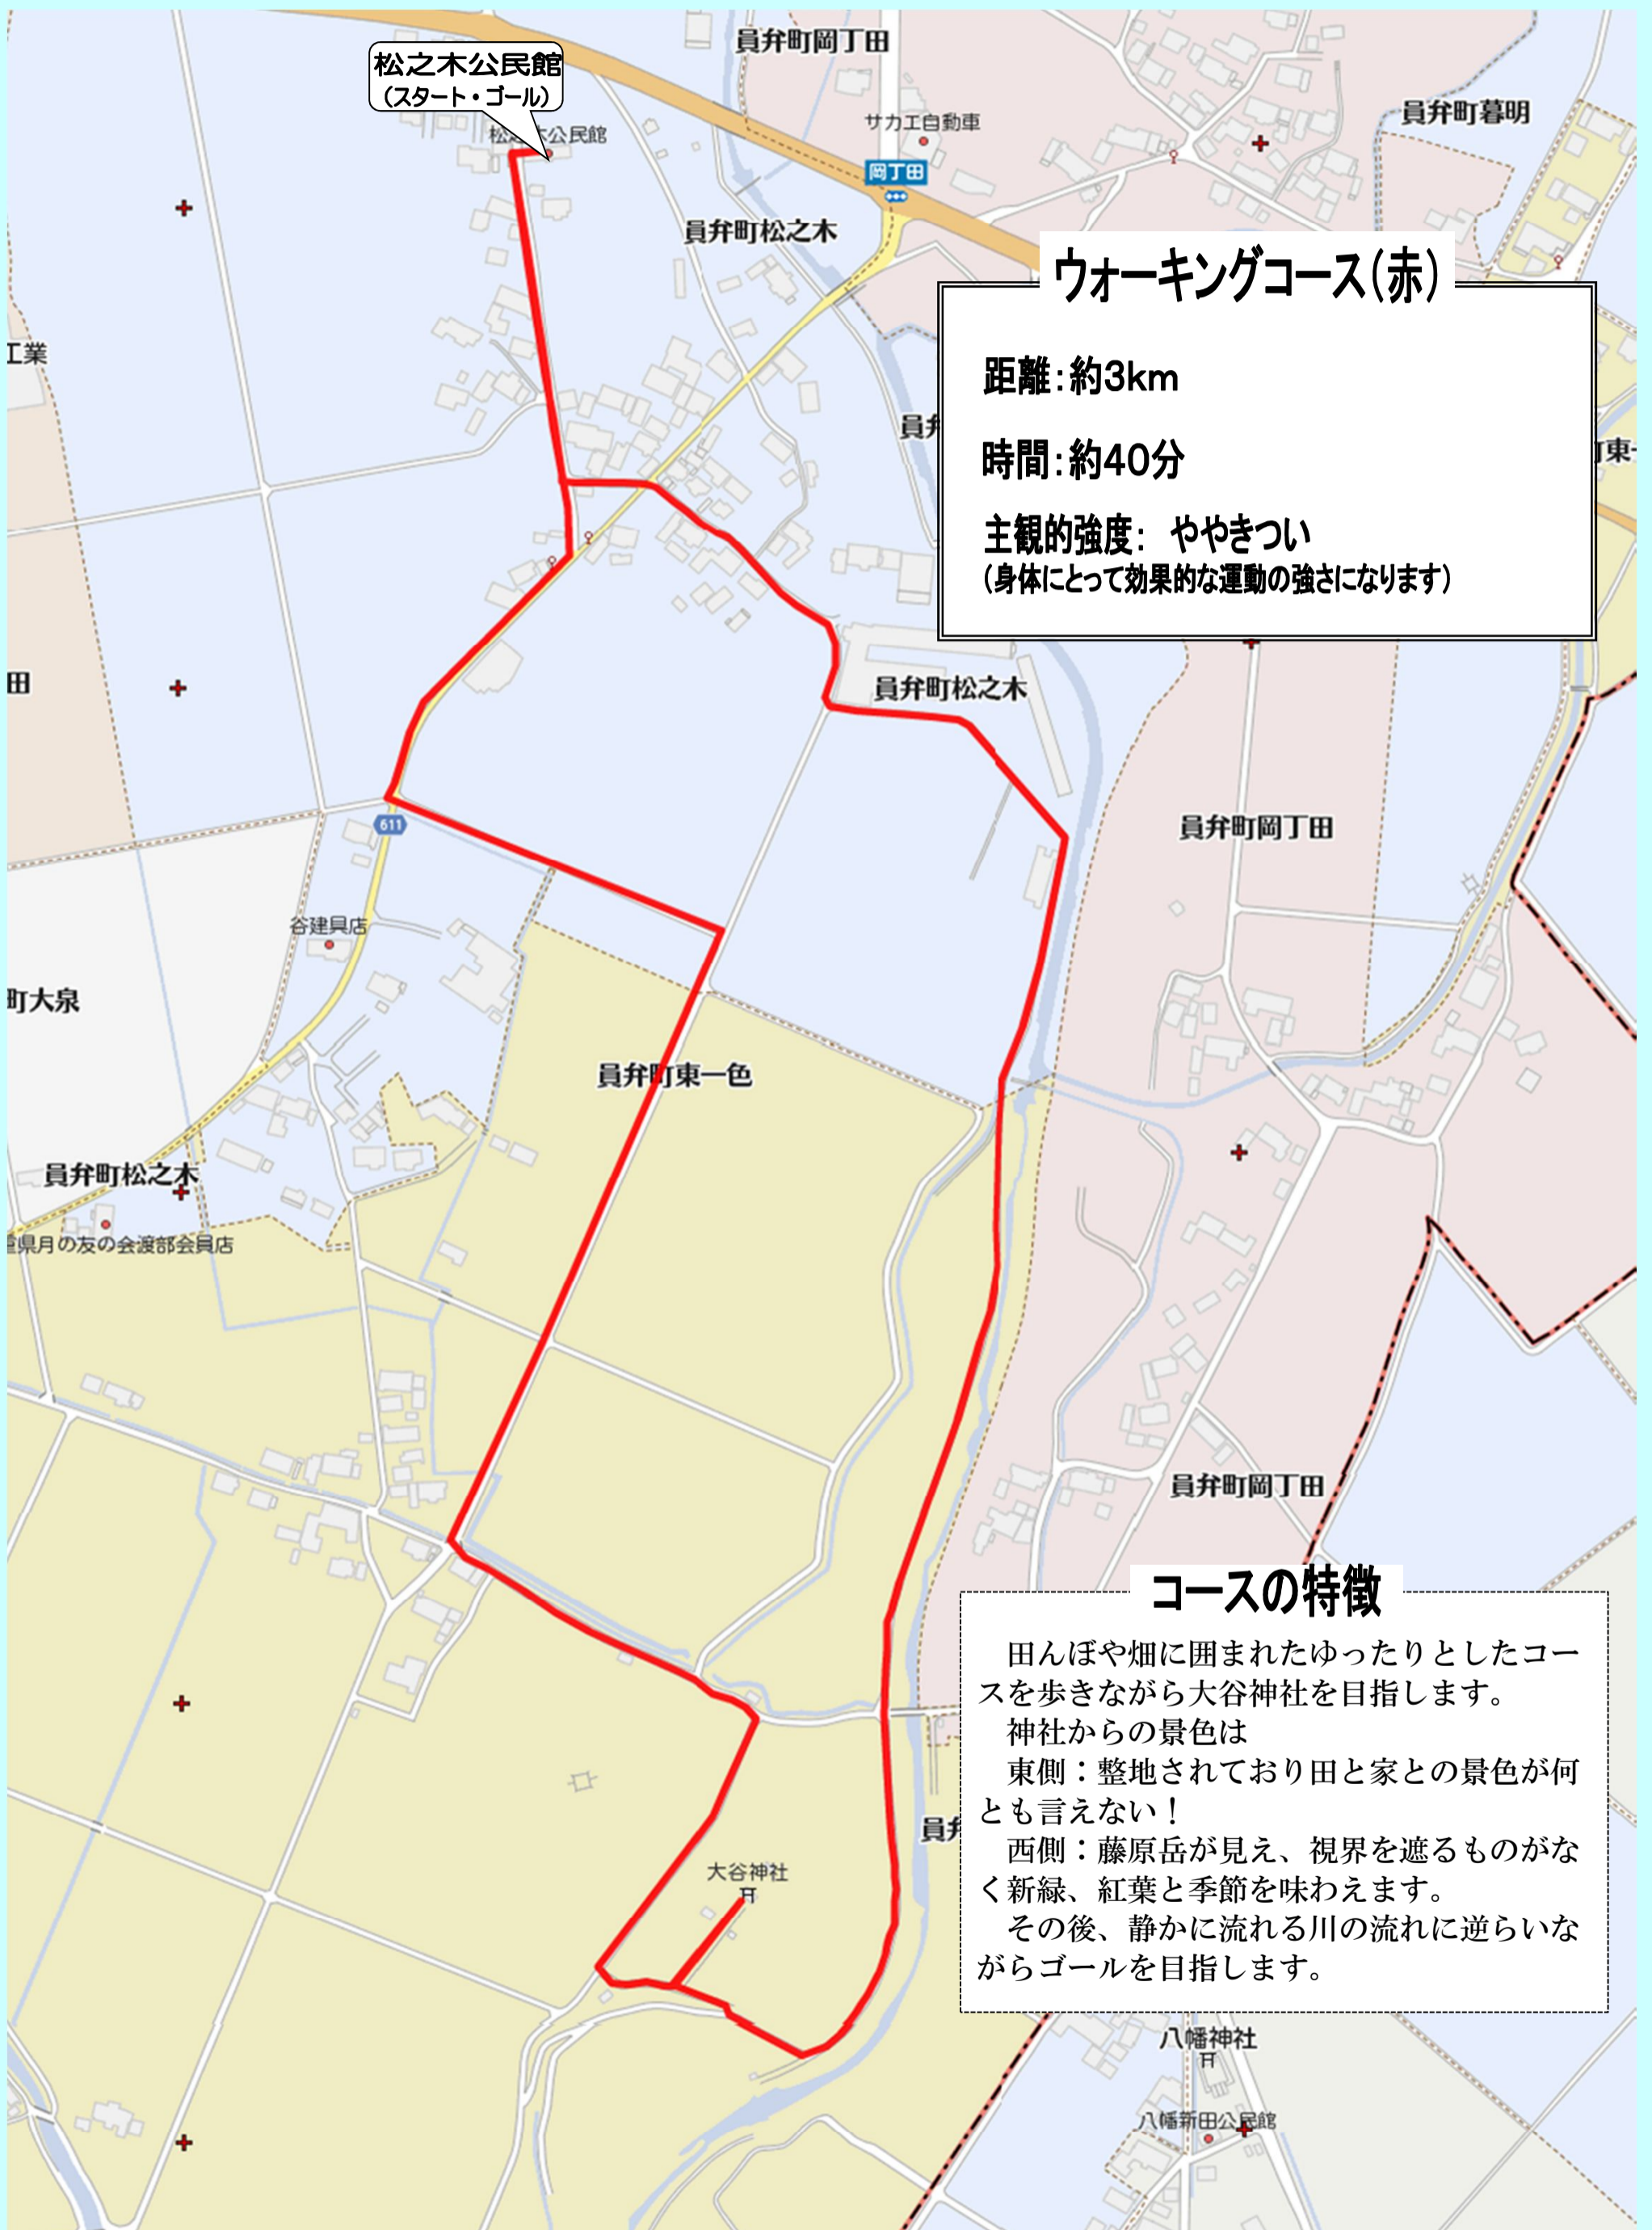 員弁町岡丁田
松之木公民館
(スタート・ゴール)
員弁町暮明
サカエ自動車
松之木公民館
岡丁田
員弁町松之木
ウォーキングコース(赤)
工業
距離:約3km
員弁
町東一
時間:約40分
主観的強度: ややきつい
(身体にとって効果的な運動の強さになります)
田
員弁町松之木
611
員弁町岡丁田
谷建具店
町大泉
員弁町東一色
員弁町松之木
重県月の友の会渡部会員店
員弁町岡丁田
コースの特徴
田んぼや畑に囲まれたゆったりとしたコー
スを歩きながら大谷神社を目指します。
神社からの景色は
東側：整地されており田と家との景色が何
とも言えない！
員弁
西側：藤原岳が見え、視界を遮るものがな
大谷神社
く新緑、紅葉と季節を味わえます。
その後、静かに流れる川の流れに逆らいな
がらゴールを目指します。
八幡神社
八幡新田公民館